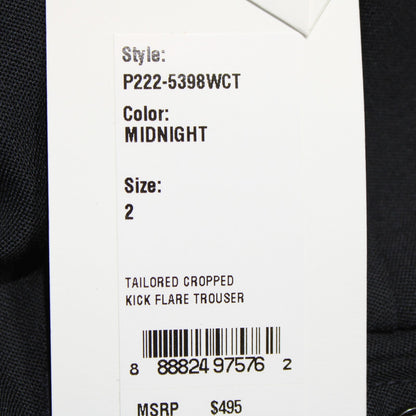 Style:
P222-5398WCT
Color:
MIDNIGHT
Size:
2
TAILORED CROPPED
KICK FLARE TROUSER
8 88824 97576 2
MSRP $495